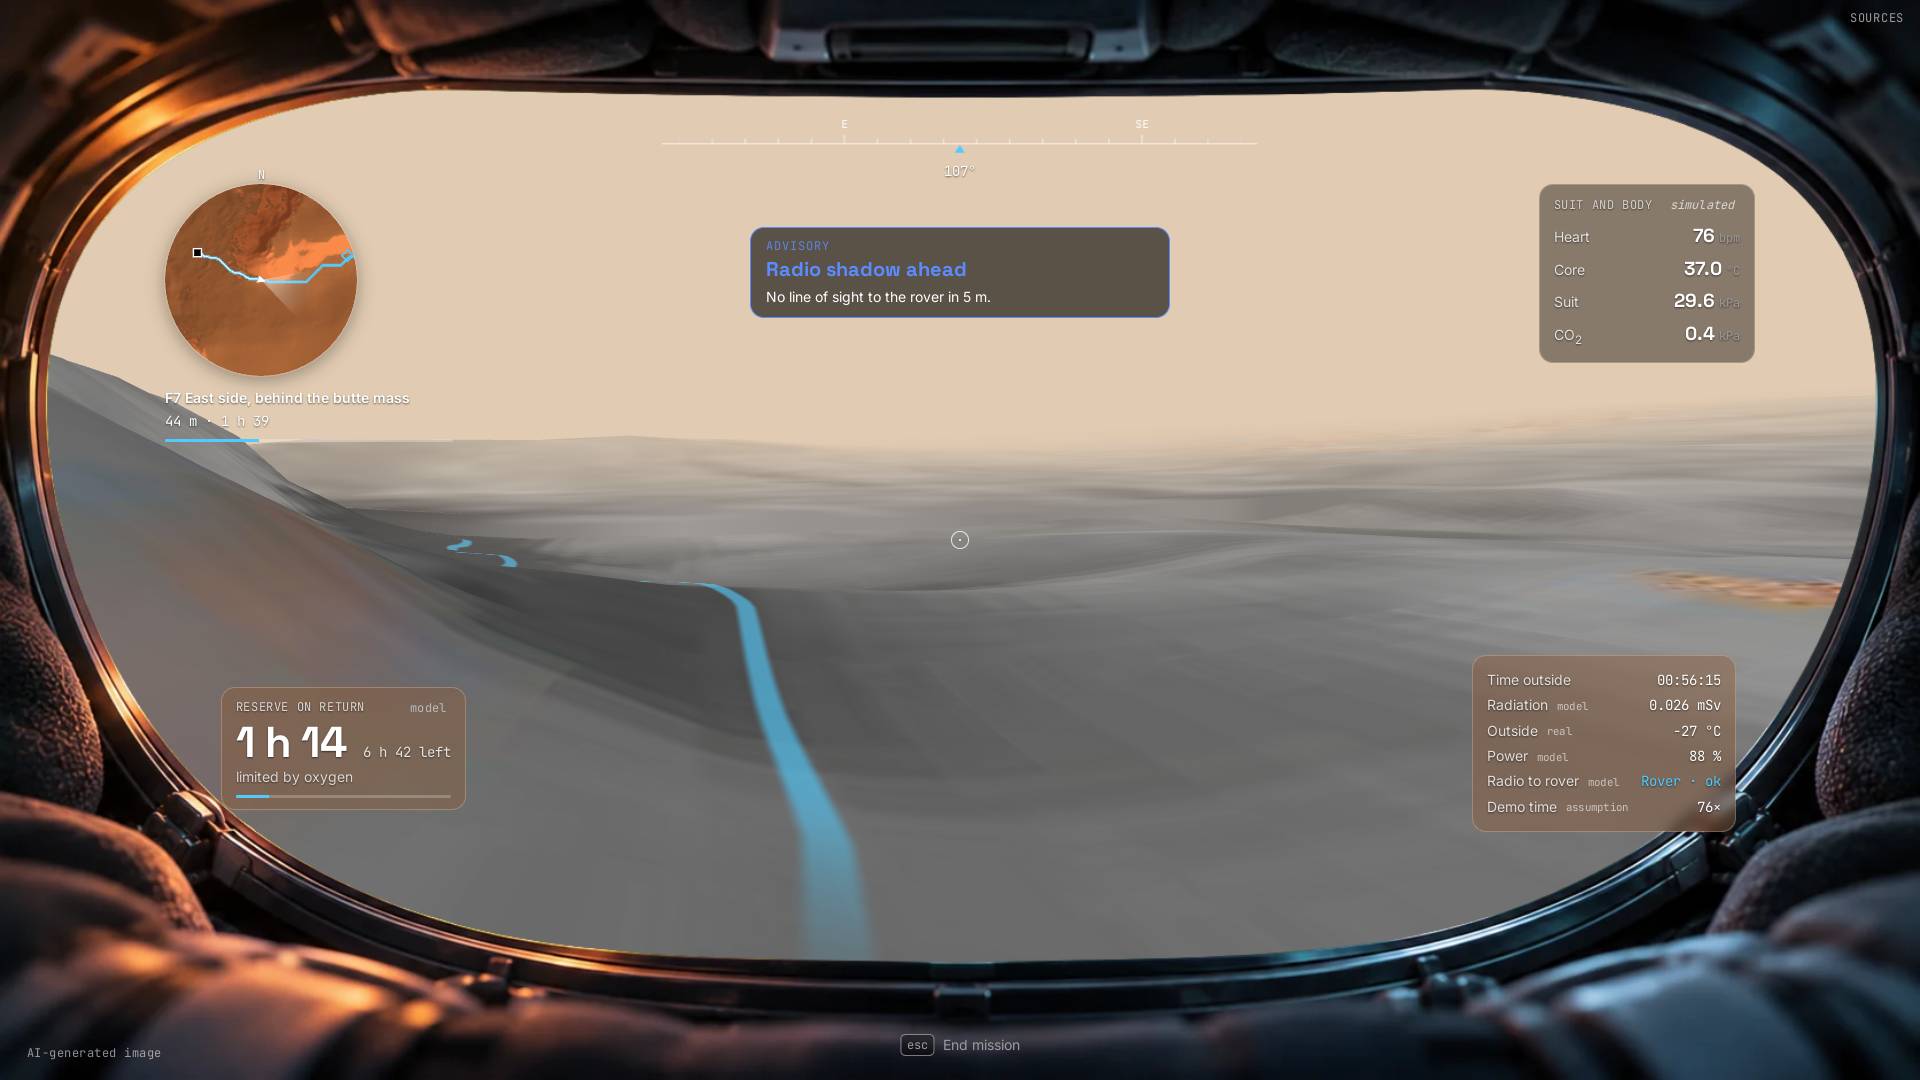 SOURCES
E SE
107°
N
F7 East side, behind the butte mass
44 m · 1 h 39
ADVISORY
Radio shadow ahead
No line of sight to the rover in 5 m.
SUIT AND BODY simulated
Heart 76 bpm
Core 37.0 °C
Suit 29.6 kPa
CO2 0.4 kPa
RESERVE ON RETURN model
1 h 14 6 h 42 left
limited by oxygen
Time outside 00:56:15
Radiation model 0.026 mSv
Outside real -27 °C
Power model 88 %
Radio to rover model Rover · ok
Demo time assumption 76×
AI-generated image
esc End mission